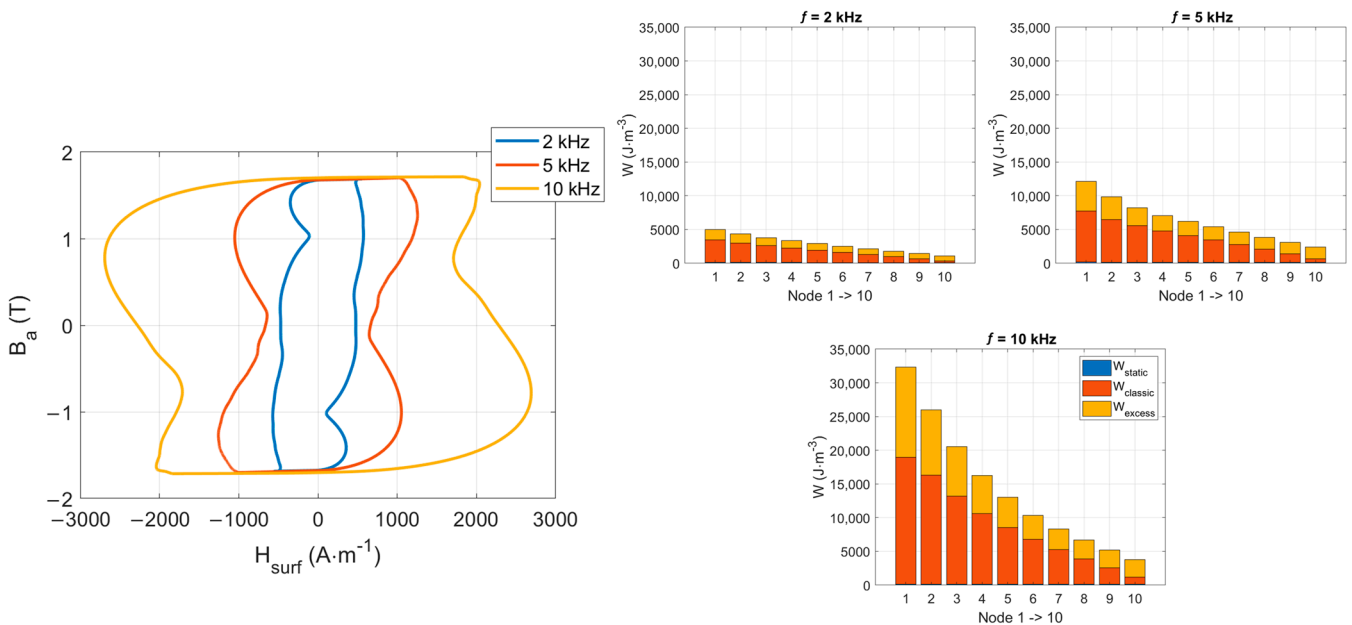 2 kHz
5 kHz
10 kHz
2
1
0
−1
−2
−3000 −2000 −1000 0 1000 2000 3000
B_a (T)
H_surf (A·m⁻¹)
f = 2 kHz
35,000
30,000
25,000
20,000
15,000
10,000
5000
0
W (J·m⁻³)
1 2 3 4 5 6 7 8 9 10
Node 1 -> 10
f = 5 kHz
35,000
30,000
25,000
20,000
15,000
10,000
5000
0
W (J·m⁻³)
1 2 3 4 5 6 7 8 9 10
Node 1 -> 10
f = 10 kHz
35,000
30,000
25,000
20,000
15,000
10,000
5000
0
W (J·m⁻³)
W_static
W_classic
W_excess
1 2 3 4 5 6 7 8 9 10
Node 1 -> 10